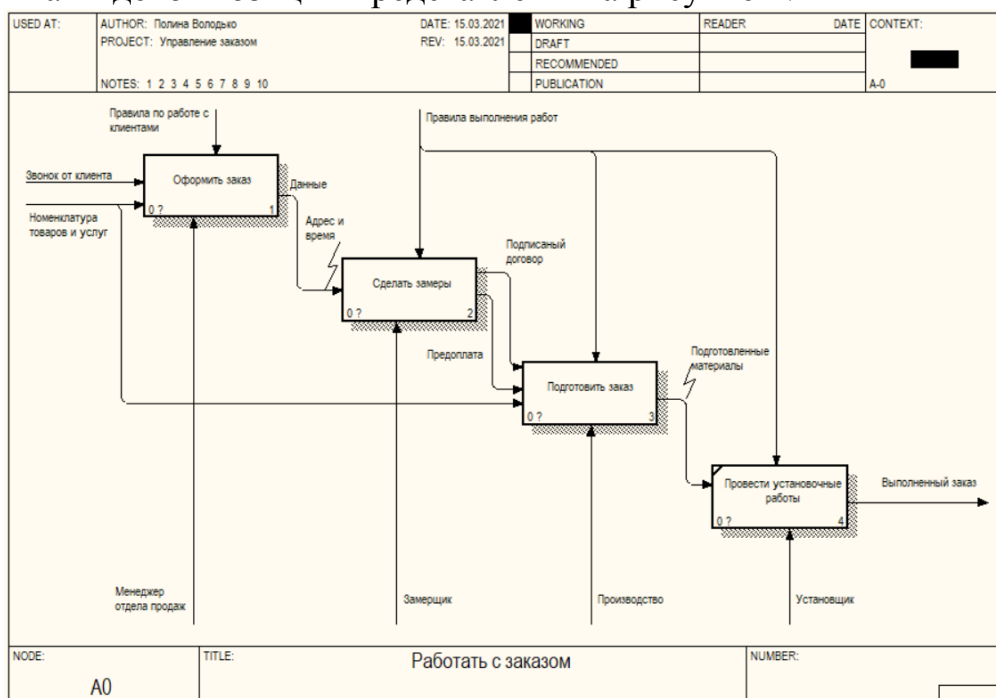 USED AT:
AUTHOR: Полина Володько
DATE: 15.03.2021
WORKING
READER
DATE
CONTEXT:
PROJECT: Управление заказом
REV: 15.03.2021
DRAFT
RECOMMENDED
NOTES: 1 2 3 4 5 6 7 8 9 10
PUBLICATION
A-0
Правила по работе с
клиентами
Правила выполнения работ
Звонок от клиента
Оформить заказ
0 ?
1
Данные
Номенклатура
товаров и услуг
Адрес и
время
Подписаный
договор
Сделать замеры
0 ?
2
Предоплата
Подготовленные
материалы
Подготовить заказ
0 ?
3
Провести установочные
работы
0 ?
4
Выполненный заказ
Менеджер
отдела продаж
Замерщик
Производство
Установщик
NODE:
TITLE:
Работать с заказом
NUMBER:
A0